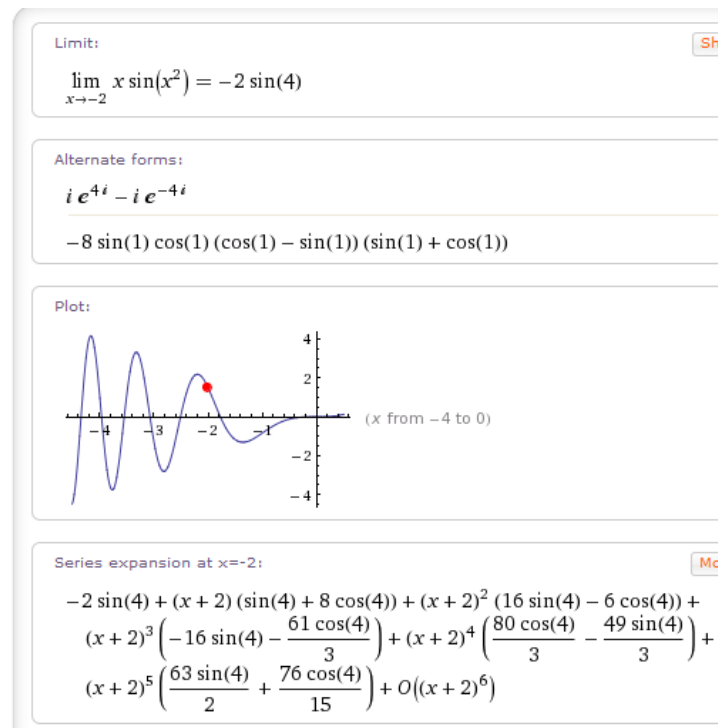 Limit:
Sh
lim x sin(x²) = −2 sin(4)
x→−2
Alternate forms:
i e^(4i) − i e^(−4i)
−8 sin(1) cos(1) (cos(1) − sin(1)) (sin(1) + cos(1))
Plot:
4
2
−4 −3 −2 −1
(x from −4 to 0)
−2
−4
Series expansion at x=-2:
Mo
−2 sin(4) + (x + 2) (sin(4) + 8 cos(4)) + (x + 2)² (16 sin(4) − 6 cos(4)) +
(x + 2)³ (−16 sin(4) − 61 cos(4)/3) + (x + 2)⁴ (80 cos(4)/3 − 49 sin(4)/3) +
(x + 2)⁵ (63 sin(4)/2 + 76 cos(4)/15) + O((x + 2)⁶)